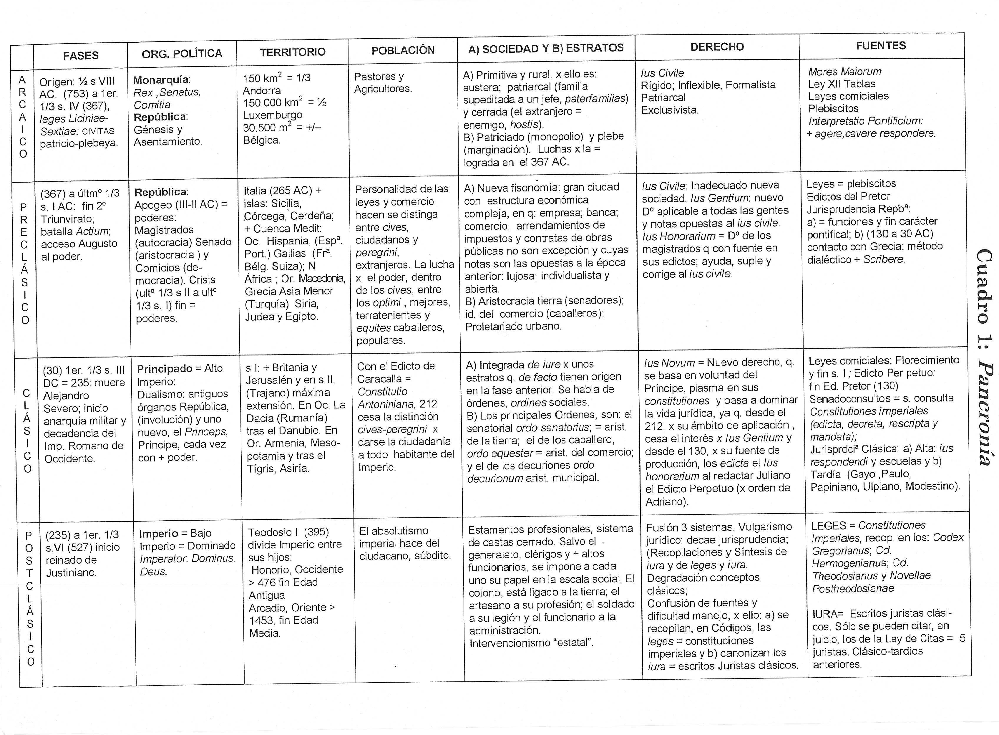 FASES
ORG. POLÍTICA
TERRITORIO
POBLACIÓN
A) SOCIEDAD Y B) ESTRATOS
DERECHO
FUENTES
ARCAICO
Orígen: ½ s VIII
AC. (753) a 1er.
1/3 s. IV (367),
leges Liciniae-
Sextiae: CIVITAS
patricio-plebeya.
Monarquía:
Rex ,Senatus,
Comitia
República:
Génesis y
Asentamiento.
150 km² = 1/3
Andorra
150.000 km² = ½
Luxemburgo
30.500 m² = +/–
Bélgica.
Pastores y
Agricultores.
A) Primitiva y rural, x ello es:
austera; patriarcal (familia
supeditada a un jefe, paterfamilias)
y cerrada (el extranjero =
enemigo, hostis).
B) Patriciado (monopolio) y plebe
(marginación). Luchas x la =
lograda en el 367 AC.
Ius Civile
Rígido; Inflexible, Formalista
Patriarcal
Exclusivista.
Mores Maiorum
Ley XII Tablas
Leyes comiciales
Plebiscitos
Interpretatio Pontificium:
+ agere,cavere respondere.
PRECLÁSICO
(367) a últmº 1/3
s. I AC: fin 2º
Triunvirato;
batalla Actium;
acceso Augusto
al poder.
República:
Apogeo (III-II AC) =
poderes:
Magistrados
(autocracia) Senado
(aristocracia ) y
Comicios (de-
mocracia). Crisis
(ultº 1/3 s II a ultº
1/3 s. I) fin =
poderes.
Italia (265 AC) +
islas: Sicilia,
Córcega, Cerdeña;
+ Cuenca Medit:
Oc. Hispania, (Espª.
Port.) Gallias (Frª.
Bélg. Suiza); N
África ; Or. Macedonia,
Grecia Asia Menor
(Turquía) Siria,
Judea y Egipto.
Personalidad de las
leyes y comercio
hacen se distinga
entre cives,
ciudadanos y
peregrini,
extranjeros. La lucha
x el poder, dentro
de los cives, entre
los optimi , mejores,
terratenientes y
equites caballeros,
populares.
A) Nueva fisonomía: gran ciudad
con estructura económica
compleja, en q: empresa; banca;
comercio, arrendamientos de
impuestos y contratas de obras
públicas no son excepción y cuyas
notas son las opuestas a la época
anterior: lujosa; individualista y
abierta.
B) Aristocracia tierra (senadores);
id. del comercio (caballeros);
Proletariado urbano.
Ius Civile: Inadecuado nueva
sociedad. Ius Gentium: nuevo
Dº aplicable a todas las gentes
y notas opuestas al ius civile.
Ius Honorarium = Dº de los
magistrados q con fuente en
sus edictos; ayuda, suple y
corrige al ius civile.
Leyes = plebiscitos
Edictos del Pretor
Jurisprudencia Repbª:
a) = funciones y fin carácter
pontifical; b) (130 a 30 AC)
contacto con Grecia: método
dialéctico + Scribere.
CLÁSICO
(30) 1er. 1/3 s. III
DC = 235: muere
Alejandro
Severo; inicio
anarquía militar y
decadencia del
Imp. Romano de
Occidente.
Principado = Alto
Imperio:
Dualismo: antiguos
órganos República,
(involución) y uno
nuevo, el Princeps,
Príncipe, cada vez
con + poder.
s I: + Britania y
Jerusalén y en s II,
(Trajano) máxima
extensión. En Oc. La
Dacia (Rumanía)
tras el Danubio. En
Or. Armenia, Meso-
potamia y tras el
Tígris, Asiría.
Con el Edicto de
Caracalla =
Constitutio
Antoniniana, 212
cesa la distinción
cives-peregrini x
darse la ciudadanía
a todo habitante del
Imperio.
A) Integrada de iure x unos
estratos q. de facto tienen origen
en la fase anterior. Se habla de
órdenes, ordines sociales.
B) Los principales Ordenes, son: el
senatorial ordo senatorius; = arist.
de la tierra; el de los caballero,
ordo equester = arist. del comercio;
y el de los decuriones ordo
decurionum arist. municipal.
Ius Novum = Nuevo derecho, q.
se basa en voluntad del
Príncipe, plasma en sus
constitutiones y pasa a dominar
la vida jurídica, ya q. desde el
212, x su ámbito de aplicación ,
cesa el interés x Ius Gentium y
desde el 130, x su fuente de
producción, los edicta el Ius
honorarium al redactar Juliano
el Edicto Perpetuo (x orden de
Adriano).
Leyes comiciales: Florecimiento
y fin s. I ; Edicto Per petuo:
fin Ed. Pretor (130)
Senadoconsultos = s. consulta
Constitutiones imperiales
(edicta, decreta, rescripta y
mandata);
Jurisprdciª Clásica: a) Alta: ius
respondendi y escuelas y b)
Tardía (Gayo ,Paulo,
Papiniano, Ulpiano, Modestino).
POSTCLÁSICO
(235) a 1er. 1/3
s.VI (527) inicio
reinado de
Justiniano.
Imperio = Bajo
Imperio = Dominado
Imperator. Dominus.
Deus.
Teodosio I (395)
divide Imperio entre
sus hijos:
Honorio, Occidente
> 476 fin Edad
Antigua
Arcadio, Oriente >
1453, fin Edad
Media.
El absolutismo
imperial hace del
ciudadano, súbdito.
Estamentos profesionales, sistema
de castas cerrado. Salvo el
generalato, clérigos y + altos
funcionarios, se impone a cada
uno su papel en la escala social. El
colono, está ligado a la tierra; el
artesano a su profesión; el soldado
a su legión y el funcionario a la
administración.
Intervencionismo “estatal”.
Fusión 3 sistemas. Vulgarismo
jurídico; decae jurisprudencia;
(Recopilaciones y Síntesis de
iura y de leges y iura.
Degradación conceptos
clásicos;
Confusión de fuentes y
dificultad manejo, x ello: a) se
recopilan, en Códigos, las
leges = constituciones
imperiales y b) canonizan los
iura = escritos Juristas clásicos.
LEGES = Constitutiones
Imperiales, recop. en los: Codex
Gregorianus; Cd.
Hermogenianus; Cd.
Theodosianus y Novellae
Postheodosianae
IURA= Escritos juristas clási-
cos. Sólo se pueden citar, en
juicio, los de la Ley de Citas = 5
juristas. Clásico-tardíos
anteriores.
Cuadro 1: Pancronía